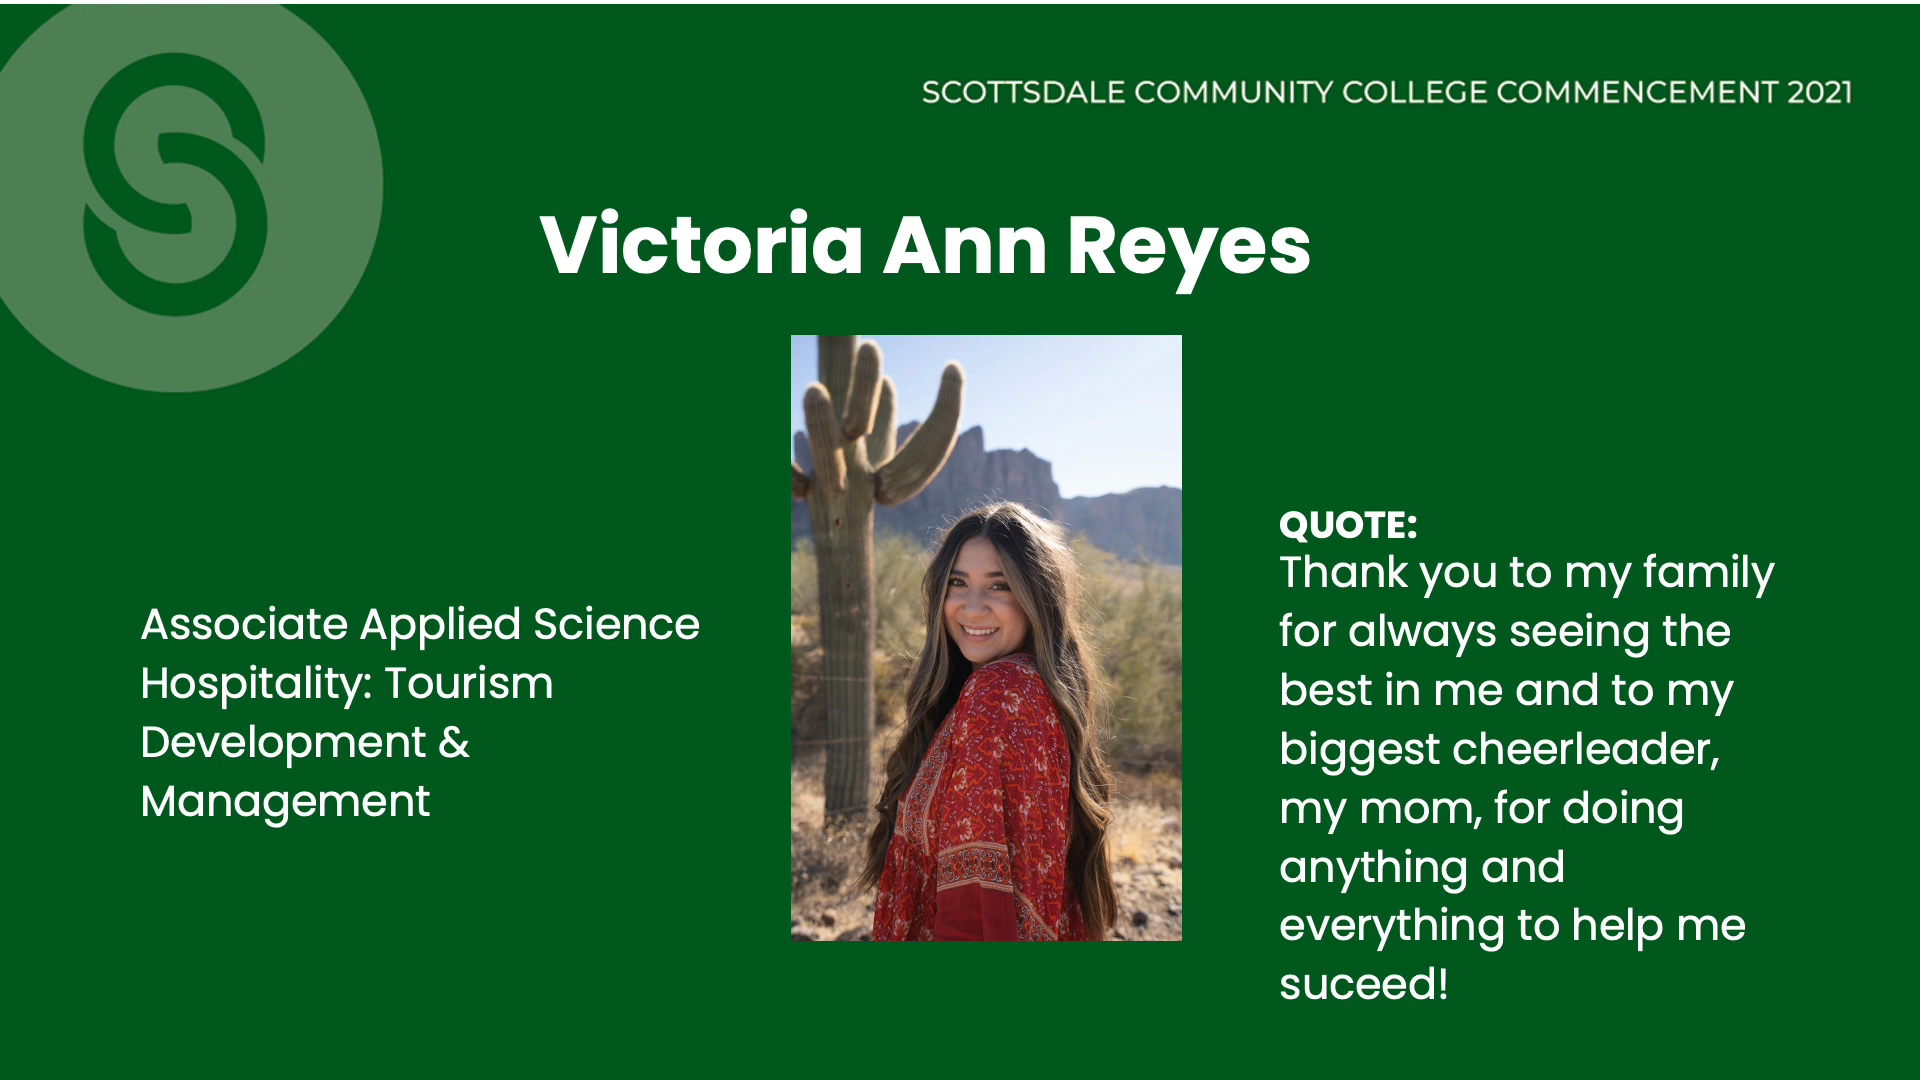 SCOTTSDALE COMMUNITY COLLEGE COMMENCEMENT 2021
Victoria Ann Reyes
Associate Applied Science
Hospitality: Tourism
Development &
Management
QUOTE:
Thank you to my family
for always seeing the
best in me and to my
biggest cheerleader,
my mom, for doing
anything and
everything to help me
suceed!